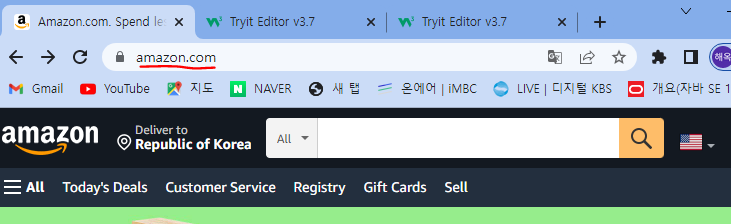 Amazon.com. Spend les
Tryit Editor v3.7
Tryit Editor v3.7
amazon.com
해옥
Gmail
YouTube
지도
NAVER
새 탭
온에어 | iMBC
LIVE | 디지털 KBS
개요(자바 SE 1
amazon
Deliver to
Republic of Korea
All
All
Today's Deals
Customer Service
Registry
Gift Cards
Sell